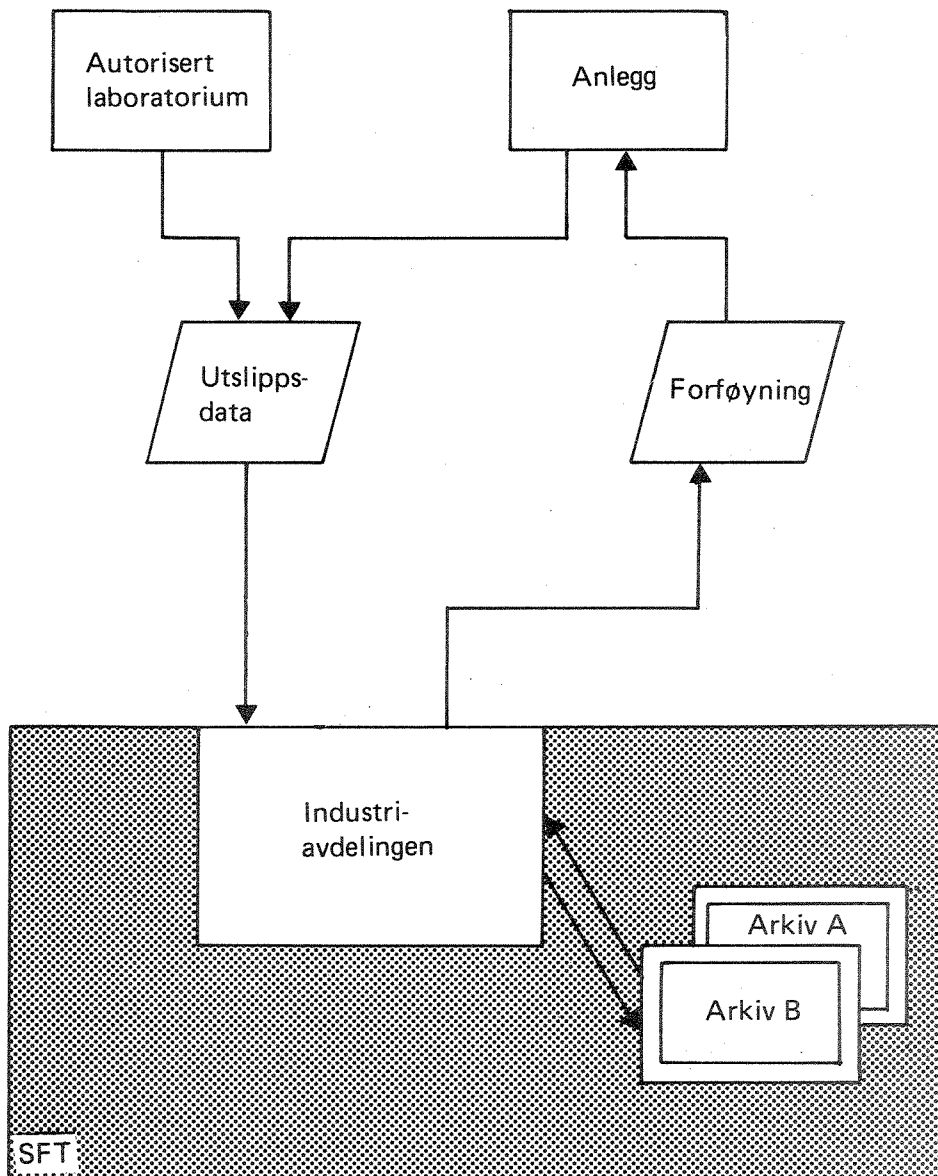 Autorisert
laboratorium
Anlegg
Utslipps-
data
Forføyning
Industri-
avdelingen
Arkiv A
Arkiv B
SFT